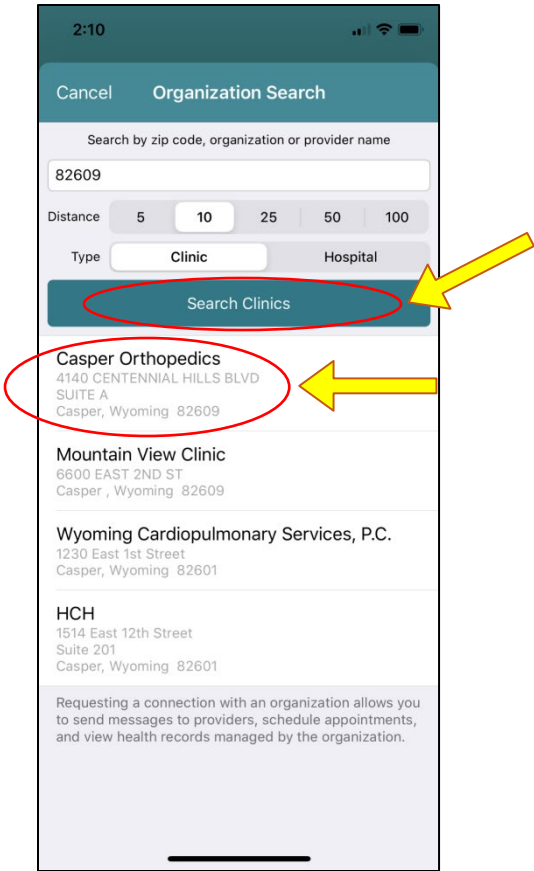 2:10
Cancel Organization Search
Search by zip code, organization or provider name
82609
Distance 5 10 25 50 100
Type Clinic Hospital
Search Clinics
Casper Orthopedics
4140 CENTENNIAL HILLS BLVD
SUITE A
Casper, Wyoming 82609
Mountain View Clinic
6600 EAST 2ND ST
Casper , Wyoming 82609
Wyoming Cardiopulmonary Services, P.C.
1230 East 1st Street
Casper, Wyoming 82601
HCH
1514 East 12th Street
Suite 201
Casper, Wyoming 82601
Requesting a connection with an organization allows you
to send messages to providers, schedule appointments,
and view health records managed by the organization.